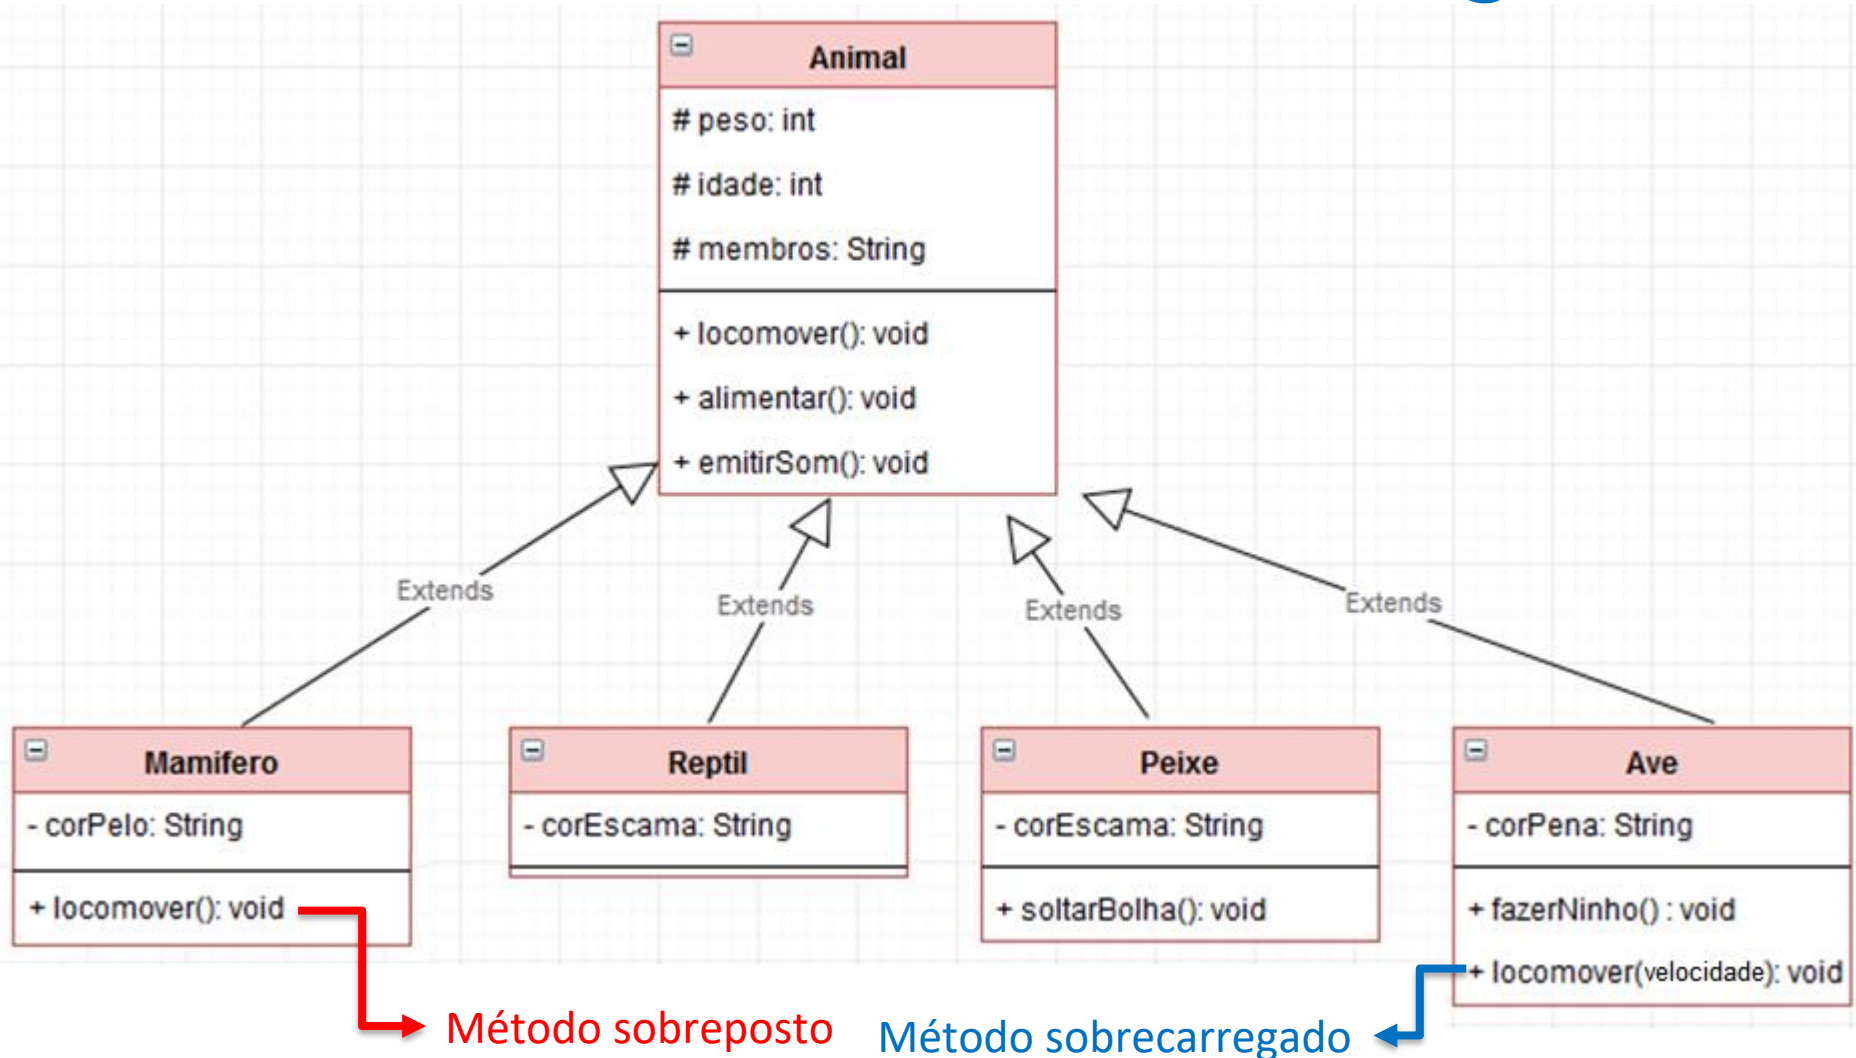 Animal
# peso: int
# idade: int
# membros: String
+ locomover(): void
+ alimentar(): void
+ emitirSom(): void
Extends
Extends
Extends
Extends
Mamifero
- corPelo: String
+ locomover(): void
Reptil
- corEscama: String
Peixe
- corEscama: String
+ soltarBolha(): void
Ave
- corPena: String
+ fazerNinho() : void
+ locomover(velocidade): void
Método sobreposto
Método sobrecarregado